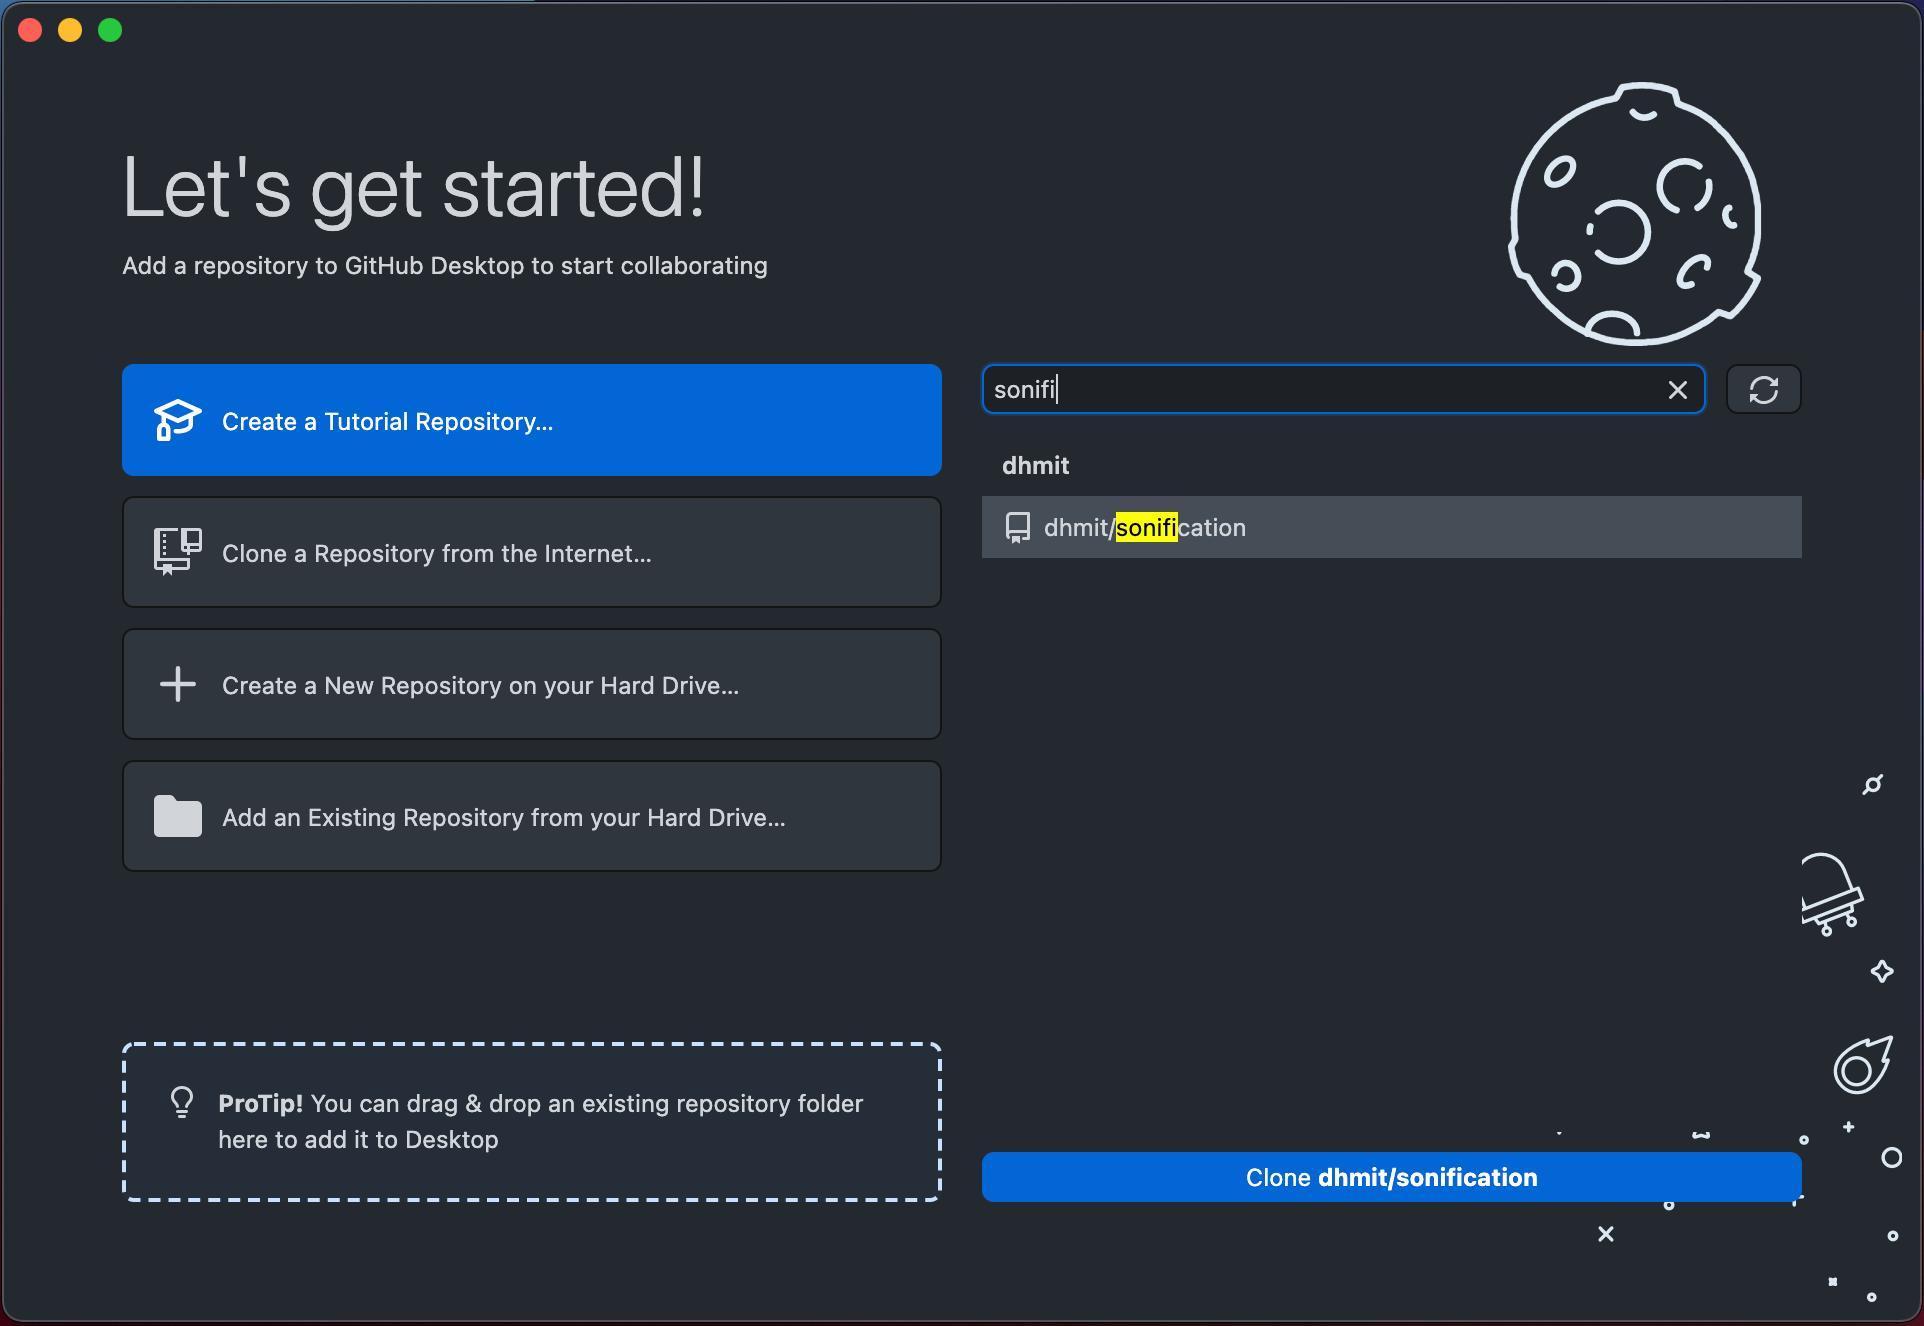 Let's get started!
Add a repository to GitHub Desktop to start collaborating
Create a Tutorial Repository...
Clone a Repository from the Internet...
Create a New Repository on your Hard Drive...
Add an Existing Repository from your Hard Drive...
ProTip! You can drag & drop an existing repository folder
here to add it to Desktop
sonifi
dhmit
dhmit/sonification
Clone dhmit/sonification